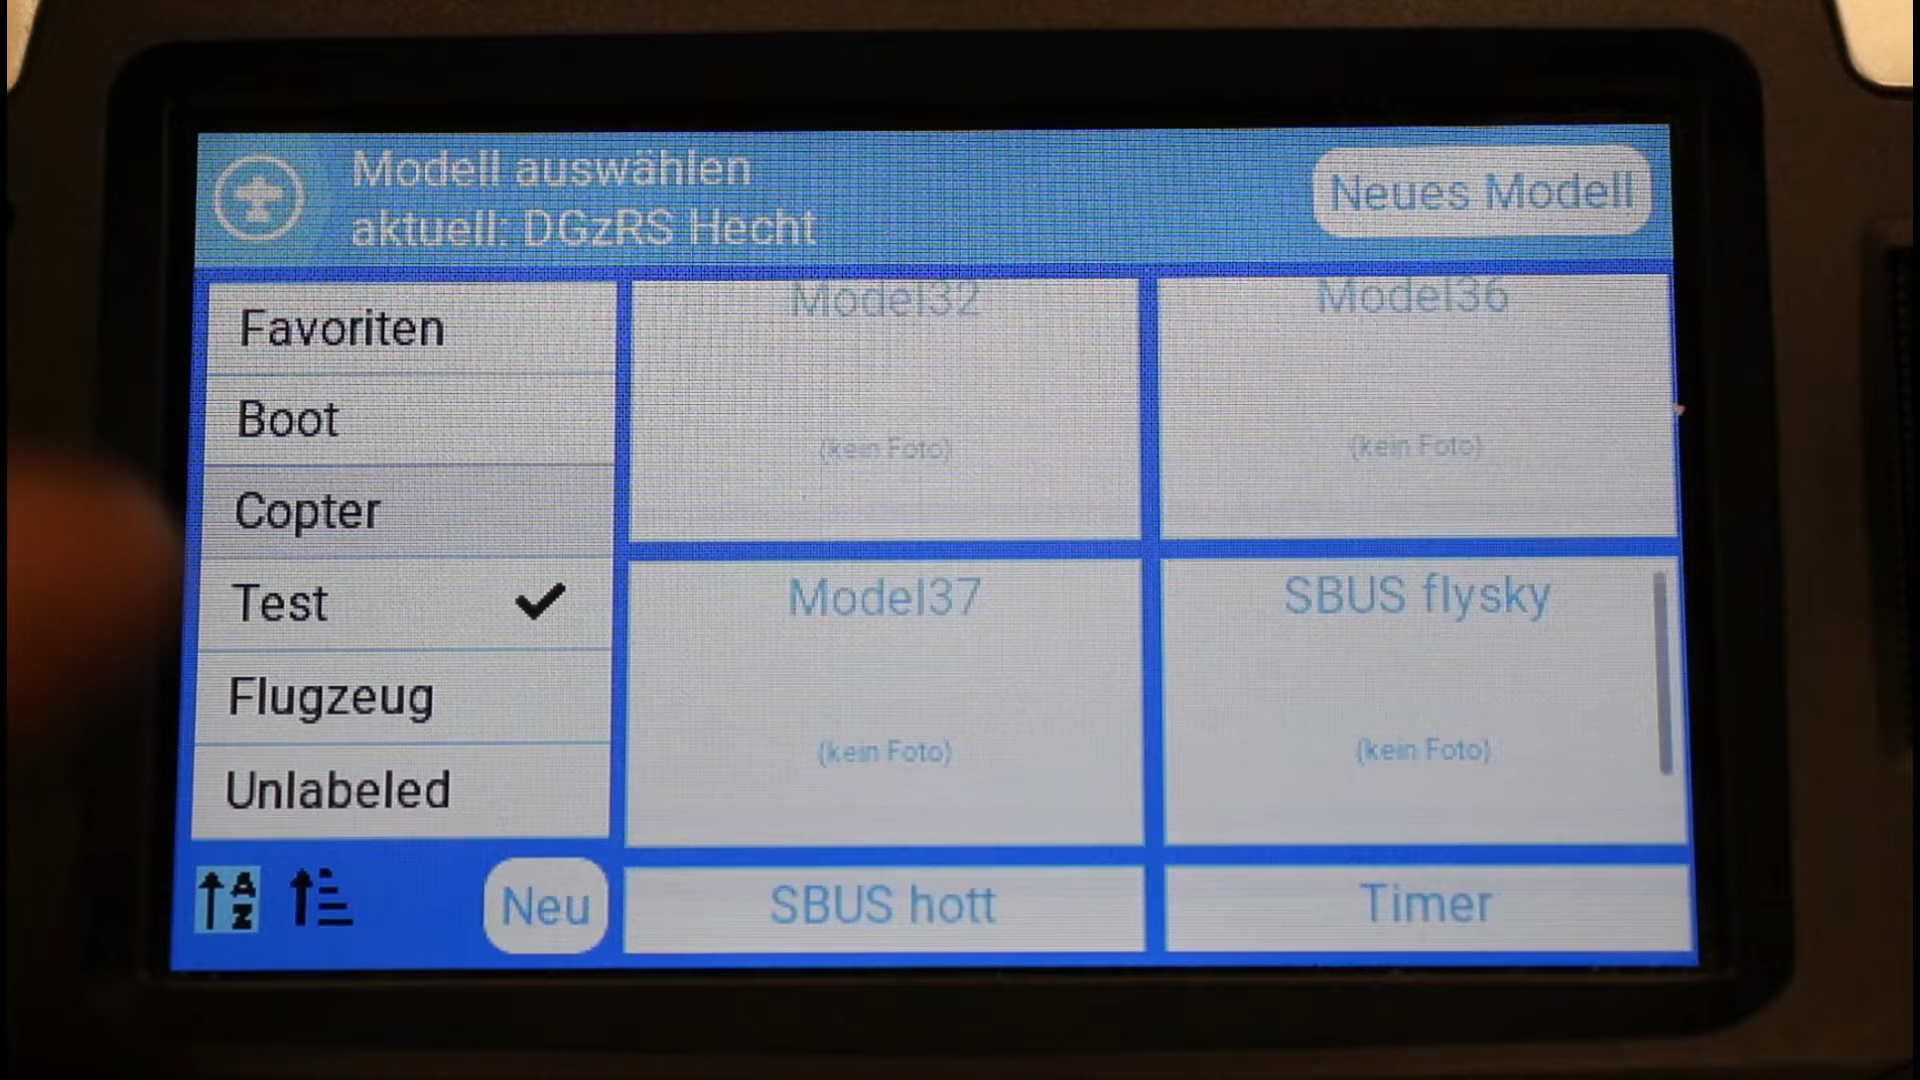 Modell auswählen
aktuell: DGzRS Hecht
Neues Modell
Favoriten
Boot
Copter
Test
Flugzeug
Unlabeled
A
Z
Neu
Model32
(kein Foto)
Model36
(kein Foto)
Model37
(kein Foto)
SBUS flysky
(kein Foto)
SBUS hott
Timer